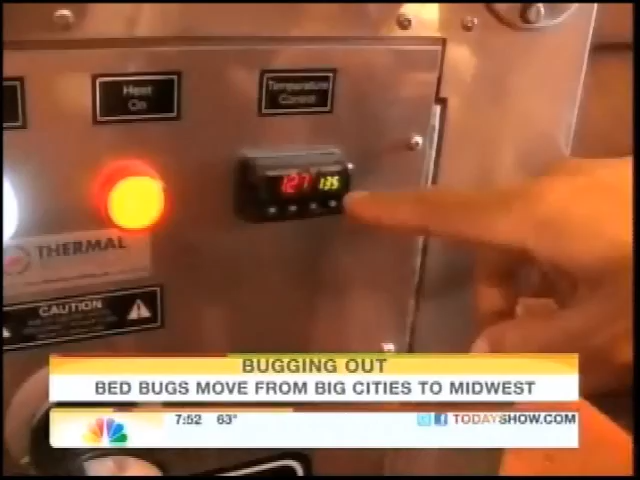 Heat
On
Temperature
Control
127 135
THERMAL
CAUTION
BUGGING OUT
BED BUGS MOVE FROM BIG CITIES TO MIDWEST
7:52 63° TODAYSHOW.COM